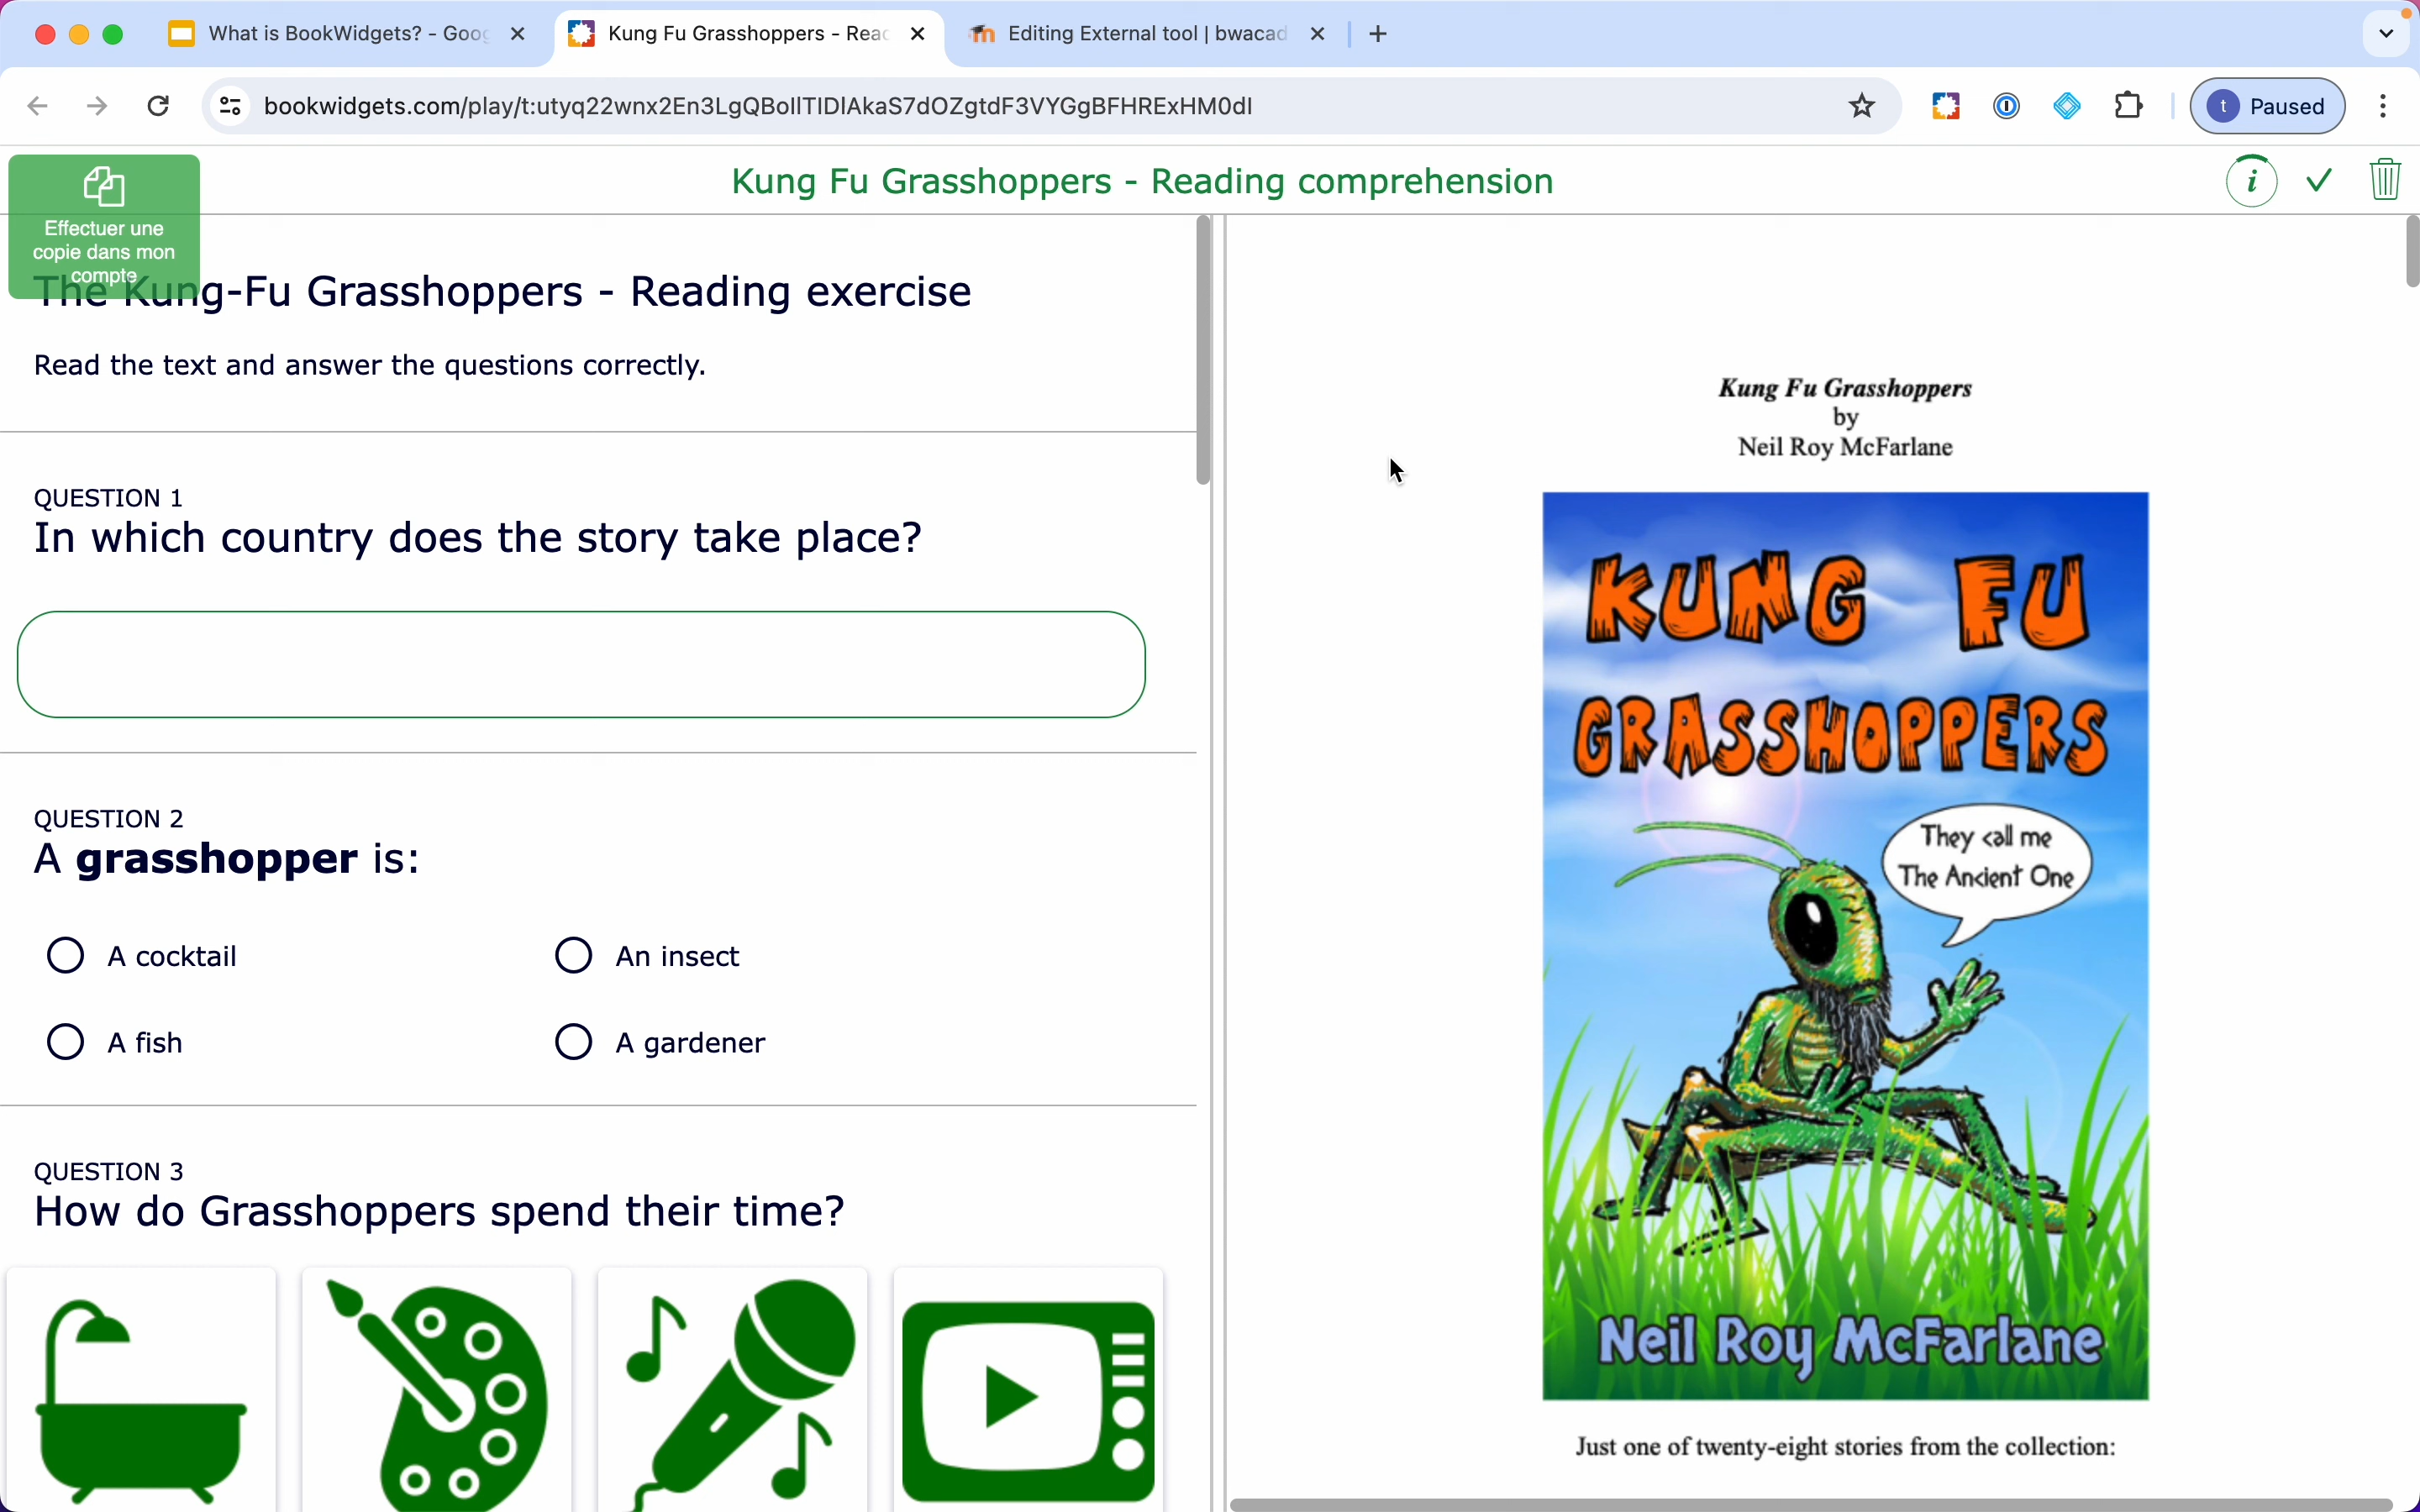 What is BookWidgets? - Goog
Kung Fu Grasshoppers - Read
Editing External tool | bwacad
bookwidgets.com/play/t:utyq22wnx2En3LgQBolITIDIAkaS7dOZgtdF3VYGgBFHRExHM0dI
t Paused
Effectuer une
copie dans mon
compte
Kung Fu Grasshoppers - Reading comprehension
The Kung-Fu Grasshoppers - Reading exercise
Read the text and answer the questions correctly.
QUESTION 1
In which country does the story take place?
QUESTION 2
A grasshopper is:
A cocktail
An insect
A fish
A gardener
QUESTION 3
How do Grasshoppers spend their time?
Kung Fu Grasshoppers
by
Neil Roy McFarlane
KUNG FU
GRASSHOPPERS
They call me
The Ancient One
Neil Roy McFarlane
Just one of twenty-eight stories from the collection: